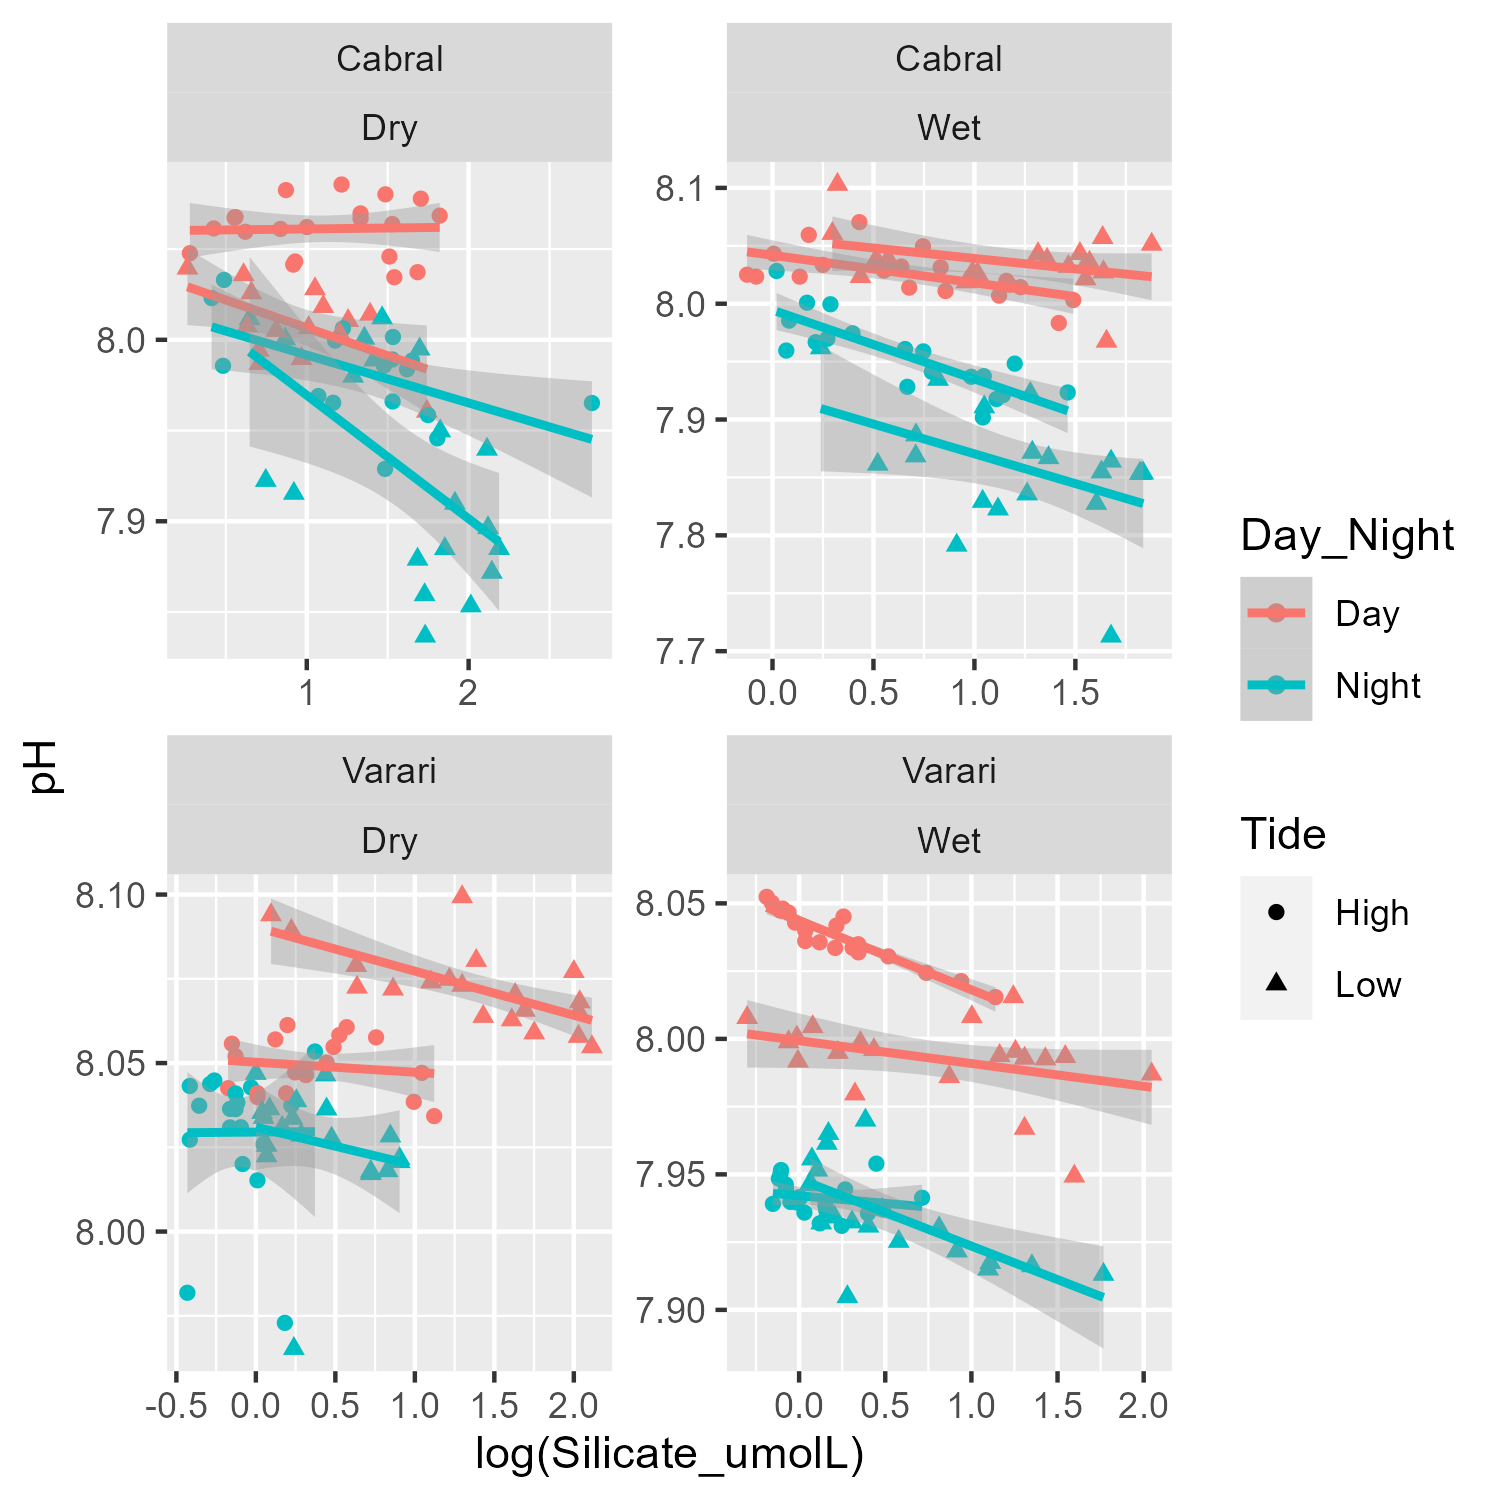 Cabral
Dry
Cabral
Wet
8.0
7.9
1 2
8.1
8.0
7.9
7.8
7.7
0.0 0.5 1.0 1.5
pH
Varari
Dry
Varari
Wet
8.10
8.05
8.00
-0.5 0.0 0.5 1.0 1.5 2.0
8.05
8.00
7.95
7.90
0.0 0.5 1.0 1.5 2.0
log(Silicate_umolL)
Day_Night
Day
Night
Tide
High
Low